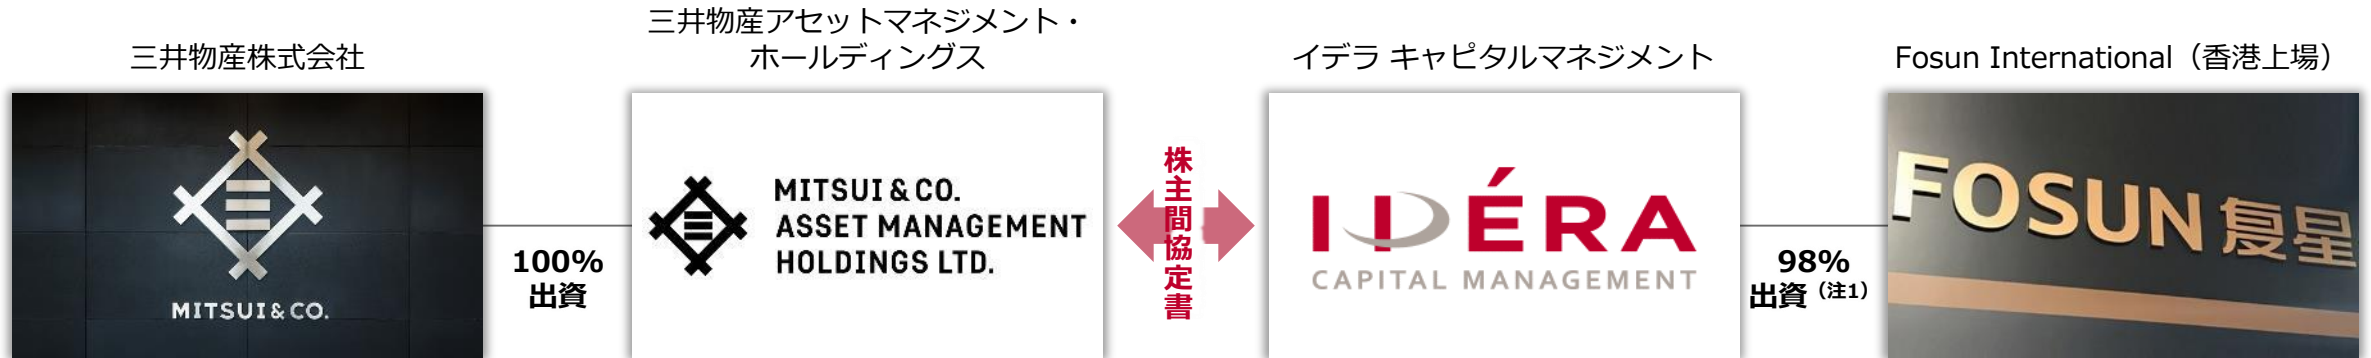 三井物産株式会社
三井物産アセットマネジメント・
ホールディングス
イデラ キャピタルマネジメント
Fosun International（香港上場）
MITSUI&CO.
100%
出資
MITSUI&CO.
ASSET MANAGEMENT
HOLDINGS LTD.
株主間協定書
IDÉRA
CAPITAL MANAGEMENT
98%
出資（注1）
FOSUN 复星